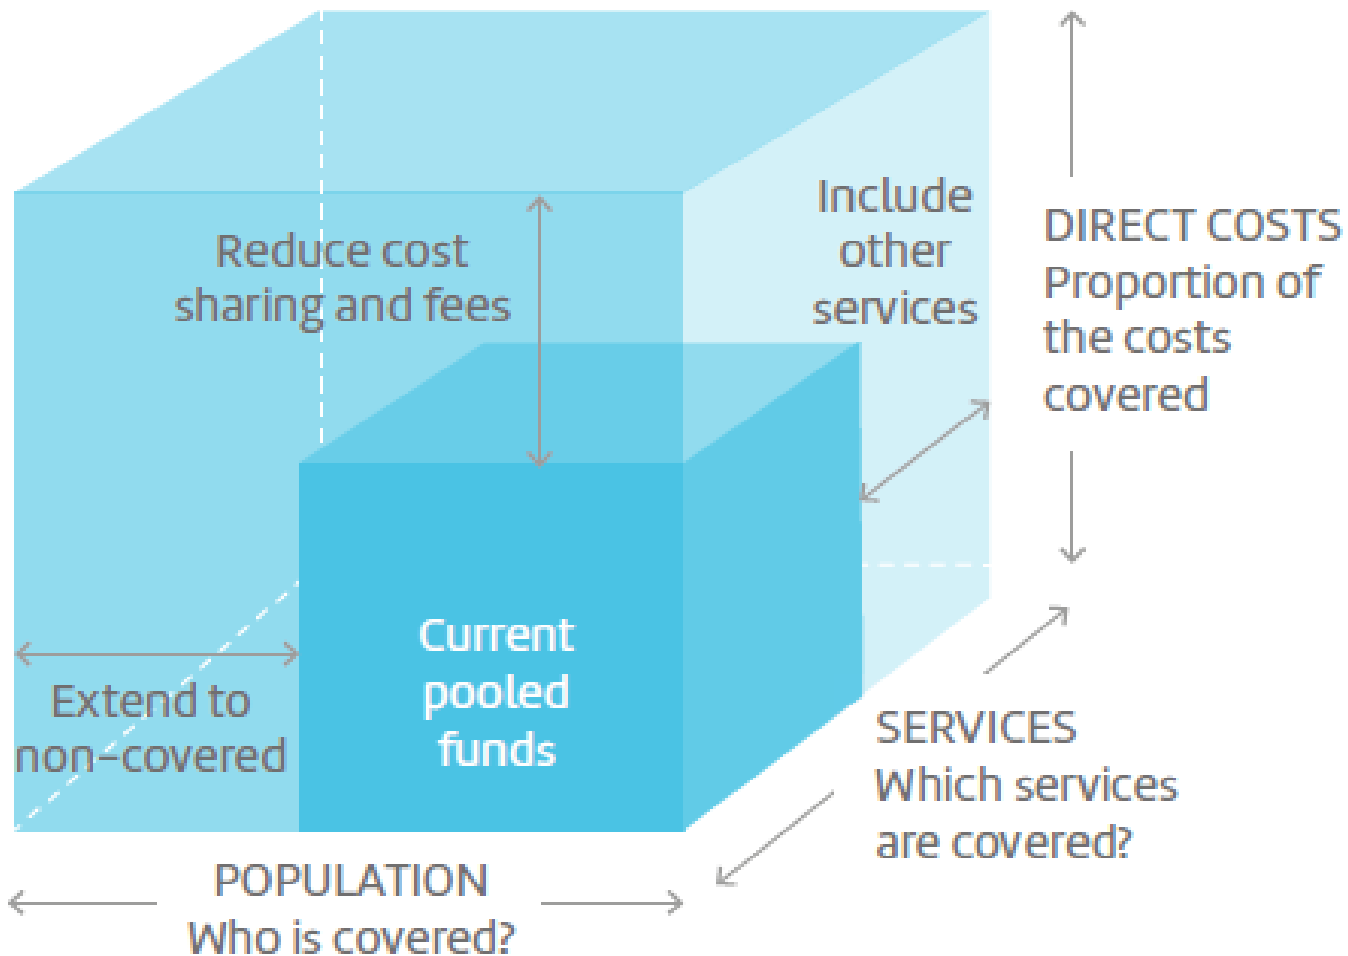 Include
other
services
Reduce cost
sharing and fees
DIRECT COSTS
Proportion of
the costs
covered
Current
pooled
funds
Extend to
non-covered
SERVICES
Which services
are covered?
POPULATION
Who is covered?